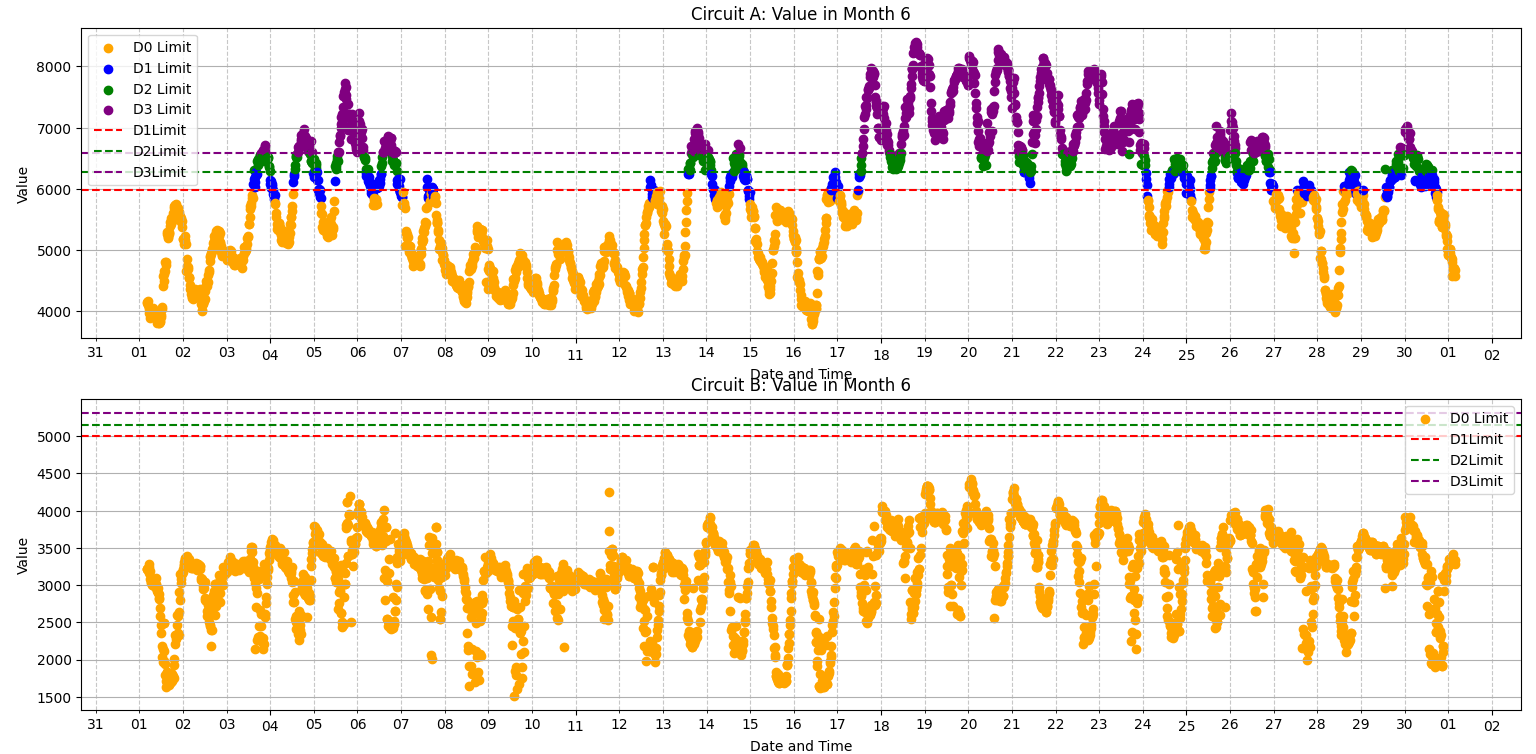 Circuit A: Value in Month 6
Value
8000
7000
6000
5000
4000
D0 Limit
D1 Limit
D2 Limit
D3 Limit
D1Limit
D2Limit
D3Limit
31 01 02 03 04 05 06 07 08 09 10 11 12 13 14 15 16 17 18 19 20 21 22 23 24 25 26 27 28 29 30 01 02
Date and Time
Circuit B: Value in Month 6
Value
5000
4500
4000
3500
3000
2500
2000
1500
D0 Limit
D1Limit
D2Limit
D3Limit
31 01 02 03 04 05 06 07 08 09 10 11 12 13 14 15 16 17 18 19 20 21 22 23 24 25 26 27 28 29 30 01 02
Date and Time